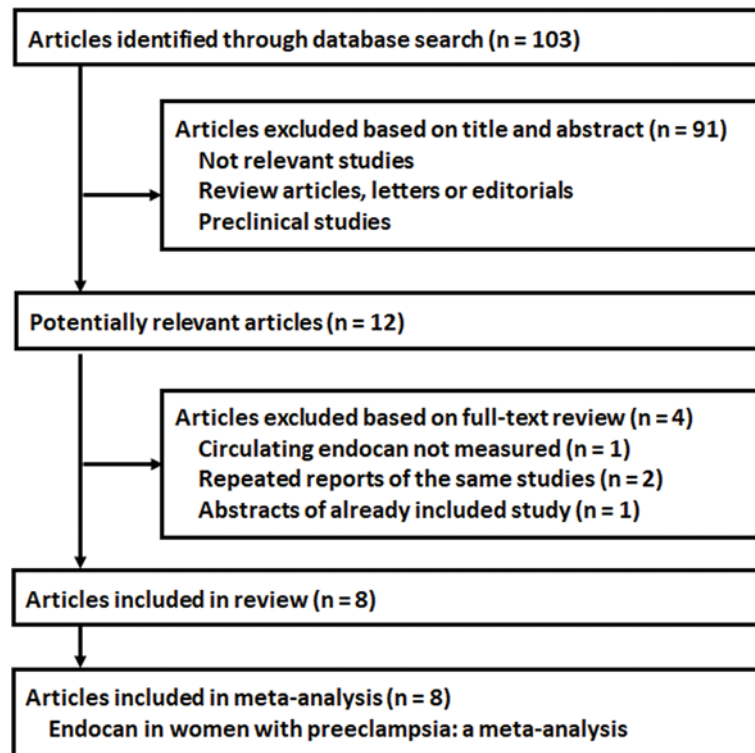 Articles identified through database search (n = 103)
Articles excluded based on title and abstract (n = 91)
Not relevant studies
Review articles, letters or editorials
Preclinical studies
Potentially relevant articles (n = 12)
Articles excluded based on full-text review (n = 4)
Circulating endocan not measured (n = 1)
Repeated reports of the same studies (n = 2)
Abstracts of already included study (n = 1)
Articles included in review (n = 8)
Articles included in meta-analysis (n = 8)
Endocan in women with preeclampsia: a meta-analysis